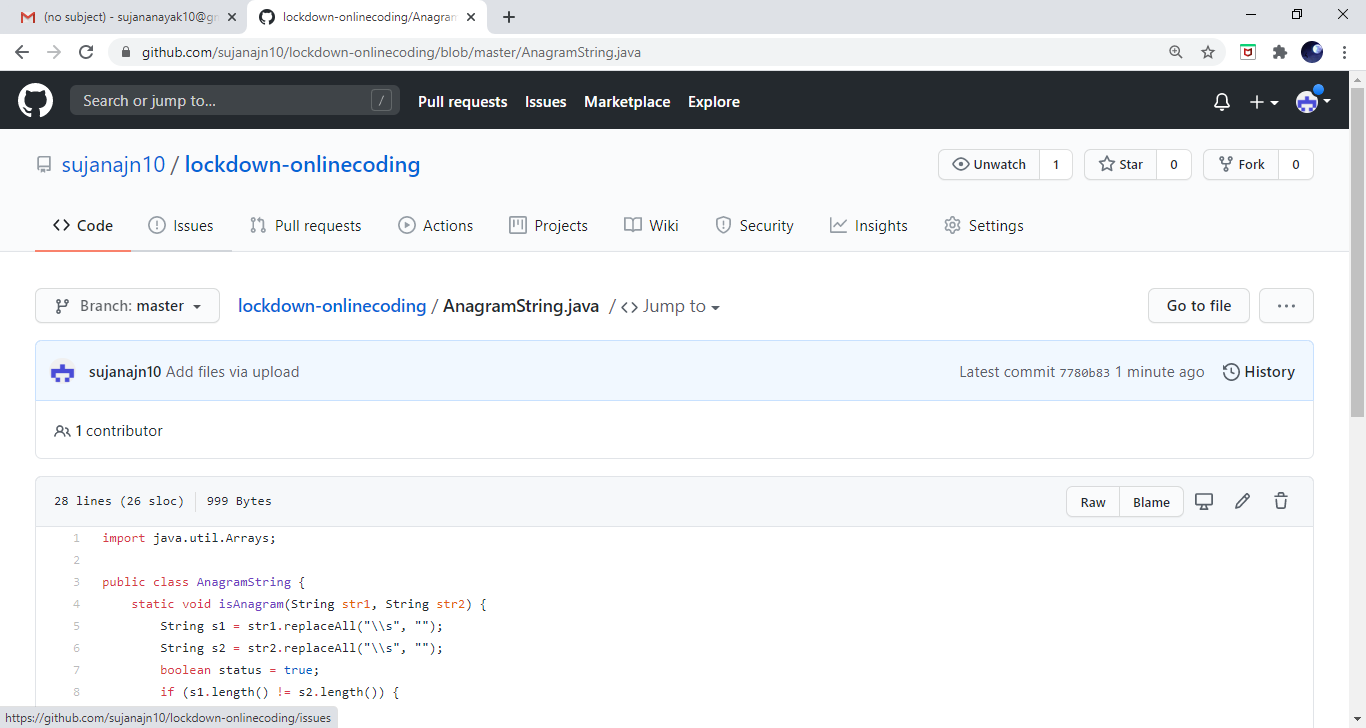 (no subject) - sujananayak10@gm
lockdown-onlinecoding/Anagram
github.com/sujanajn10/lockdown-onlinecoding/blob/master/AnagramString.java
Search or jump to... /
Pull requests Issues Marketplace Explore
sujanajn10 / lockdown-onlinecoding
Unwatch 1 Star 0 Fork 0
Code Issues Pull requests Actions Projects Wiki Security Insights Settings
Branch: master lockdown-onlinecoding / AnagramString.java / <> Jump to
Go to file ...
sujanajn10 Add files via upload Latest commit 7780b83 1 minute ago History
1 contributor
28 lines (26 sloc) 999 Bytes Raw Blame
1 import java.util.Arrays;
2
3 public class AnagramString {
4 static void isAnagram(String str1, String str2) {
5 String s1 = str1.replaceAll("\\s", "");
6 String s2 = str2.replaceAll("\\s", "");
7 boolean status = true;
8 if (s1.length() != s2.length()) {
https://github.com/sujanajn10/lockdown-onlinecoding/issues